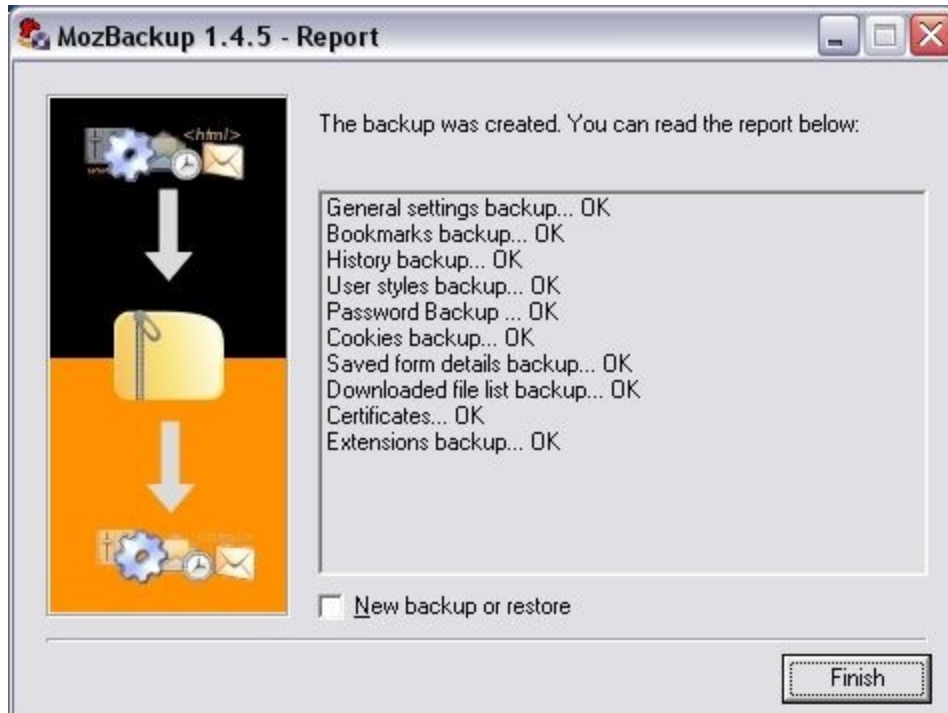 MozBackup 1.4.5 - Report
<html>
The backup was created. You can read the report below:
General settings backup... OK
Bookmarks backup... OK
History backup... OK
User styles backup... OK
Password Backup ... OK
Cookies backup... OK
Saved form details backup... OK
Downloaded file list backup... OK
Certificates... OK
Extensions backup... OK
New backup or restore
Finish